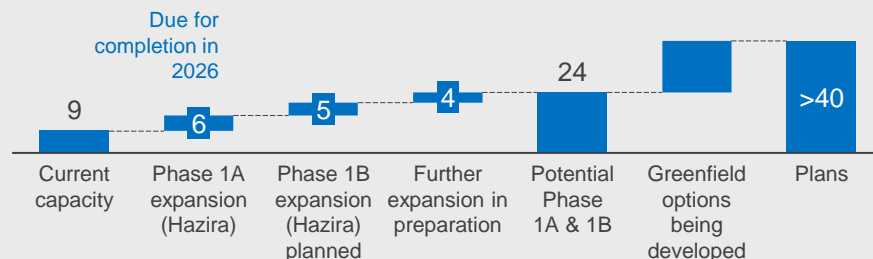 Due for
completion in
2026
9
6
5
4
24
>40
Current
capacity
Phase 1A
expansion
(Hazira)
Phase 1B
expansion
(Hazira)
planned
Further
expansion in
preparation
Potential
Phase
1A & 1B
Greenfield
options
being
developed
Plans